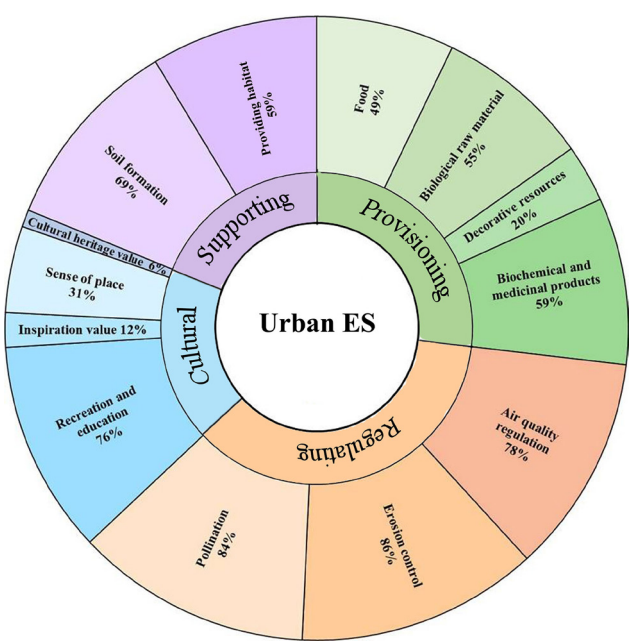 Urban ES
Provisioning
Food
49%
Biological raw material
55%
Decorative resources
20%
Biochemical and
medicinal products
59%
Regulating
Air quality
regulation
78%
Erosion control
86%
Pollination
84%
Cultural
Recreation and
education
76%
Inspiration value 12%
Sense of place
31%
Cultural heritage value 6%
Supporting
Soil formation
69%
Providing habitat
59%